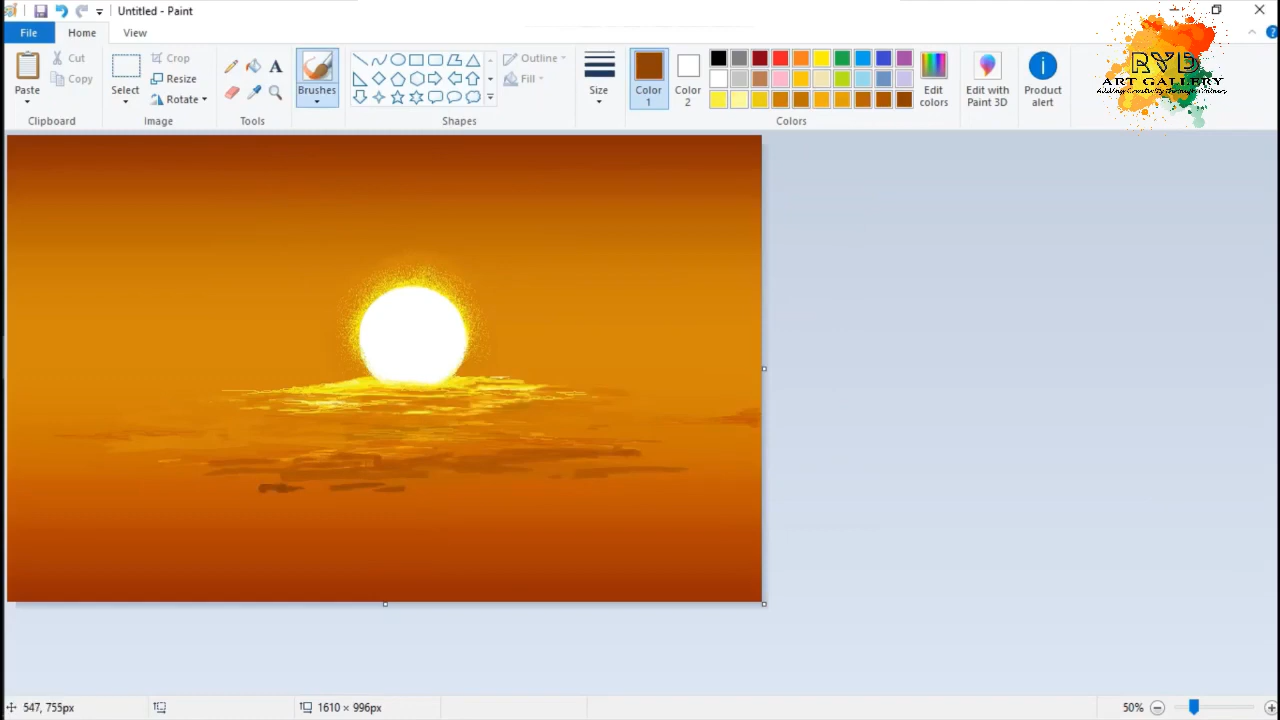 Untitled - Paint
File Home View
Paste
Cut
Copy
Clipboard
Select
Crop
Resize
Rotate
Image
Tools
Brushes
Shapes
Outline
Fill
Size
Color 1
Color 2
Colors
Edit colors
Edit with Paint 3D
Product alert
RYD
ART GALLERY
547, 755px
1610 × 996px
50%